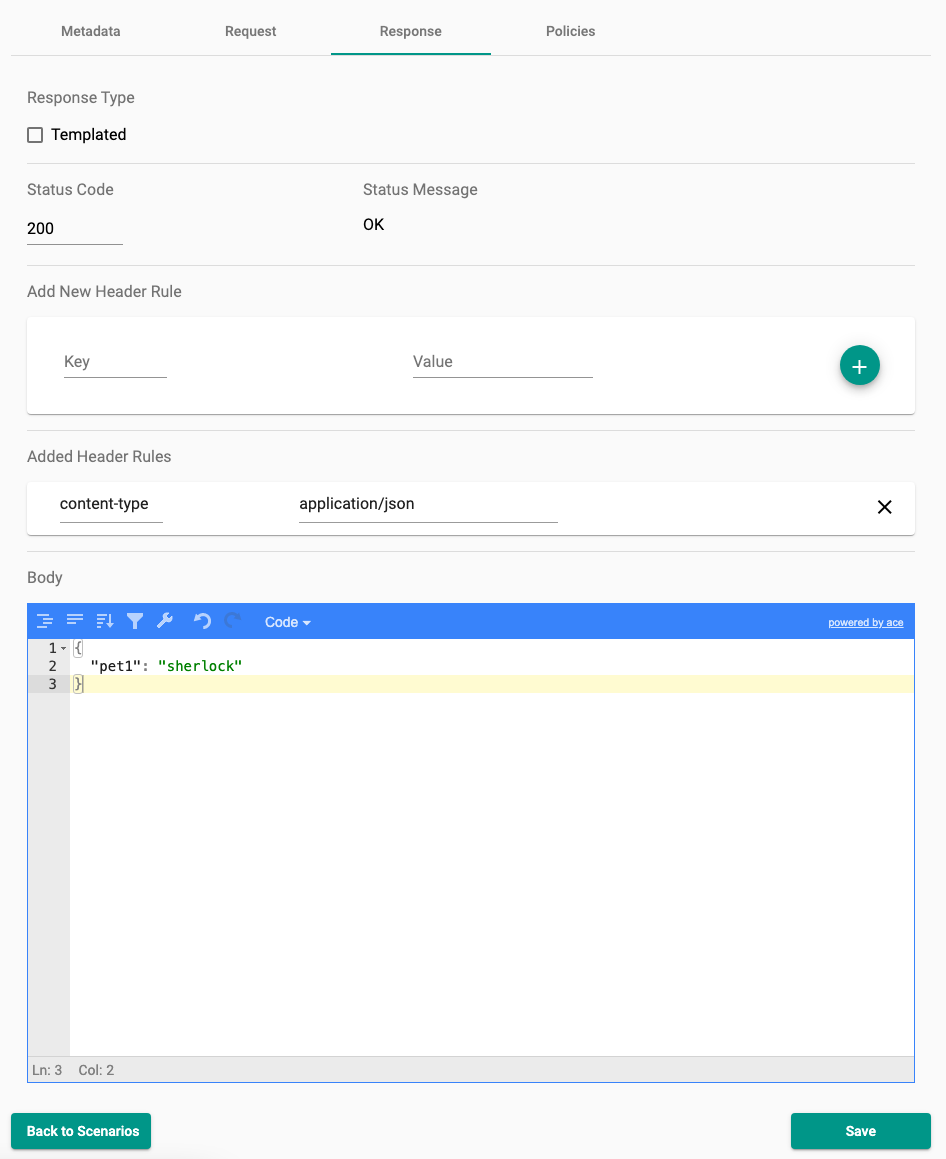 Metadata Request Response Policies
Response Type
Templated
Status Code Status Message
200 OK
Add New Header Rule
Key Value
+
Added Header Rules
content-type application/json
Body
Code powered by ace
1 {
2 "pet1": "sherlock"
3 }
Ln: 3 Col: 2
Back to Scenarios Save